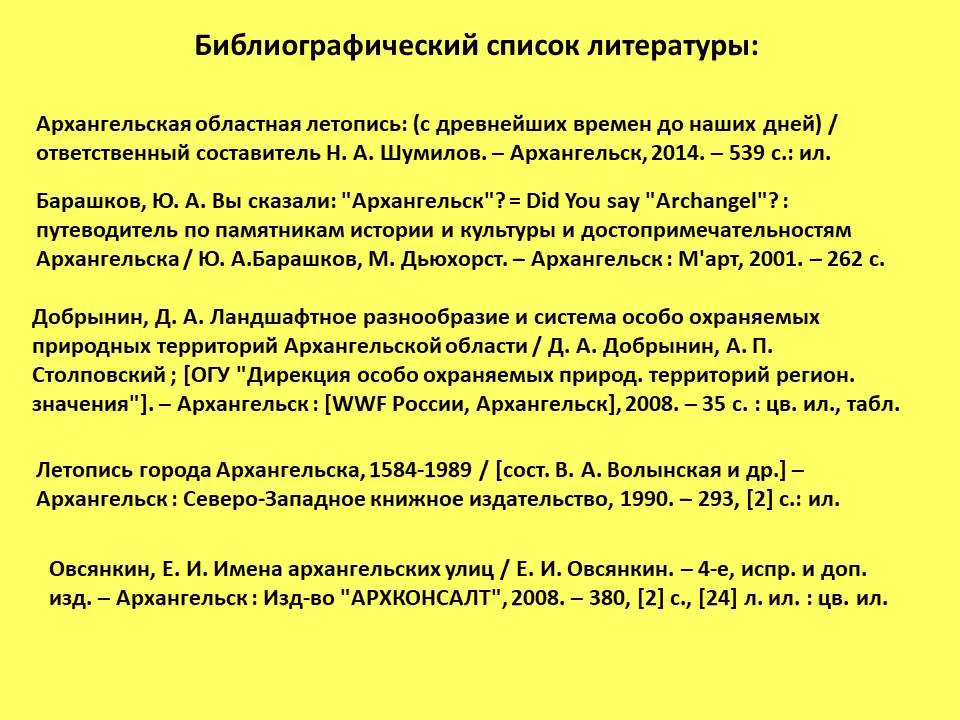 Библиографический список литературы:
Архангельская областная летопись: (с древнейших времен до наших дней) /
ответственный составитель Н. А. Шумилов. – Архангельск, 2014. – 539 с.: ил.
Барашков, Ю. А. Вы сказали: "Архангельск"? = Did You say "Archangel"? :
путеводитель по памятникам истории и культуры и достопримечательностям
Архангельска / Ю. А.Барашков, М. Дьюхорст. – Архангельск : М'арт, 2001. – 262 с.
Добрынин, Д. А. Ландшафтное разнообразие и система особо охраняемых
природных территорий Архангельской области / Д. А. Добрынин, А. П.
Столповский ; [ОГУ "Дирекция особо охраняемых природ. территорий регион.
значения"]. – Архангельск : [WWF России, Архангельск], 2008. – 35 с. : цв. ил., табл.
Летопись города Архангельска, 1584-1989 / [сост. В. А. Волынская и др.] –
Архангельск : Северо-Западное книжное издательство, 1990. – 293, [2] с.: ил.
Овсянкин, Е. И. Имена архангельских улиц / Е. И. Овсянкин. – 4-е, испр. и доп.
изд. – Архангельск : Изд-во "АРХКОНСАЛТ", 2008. – 380, [2] с., [24] л. ил. : цв. ил.